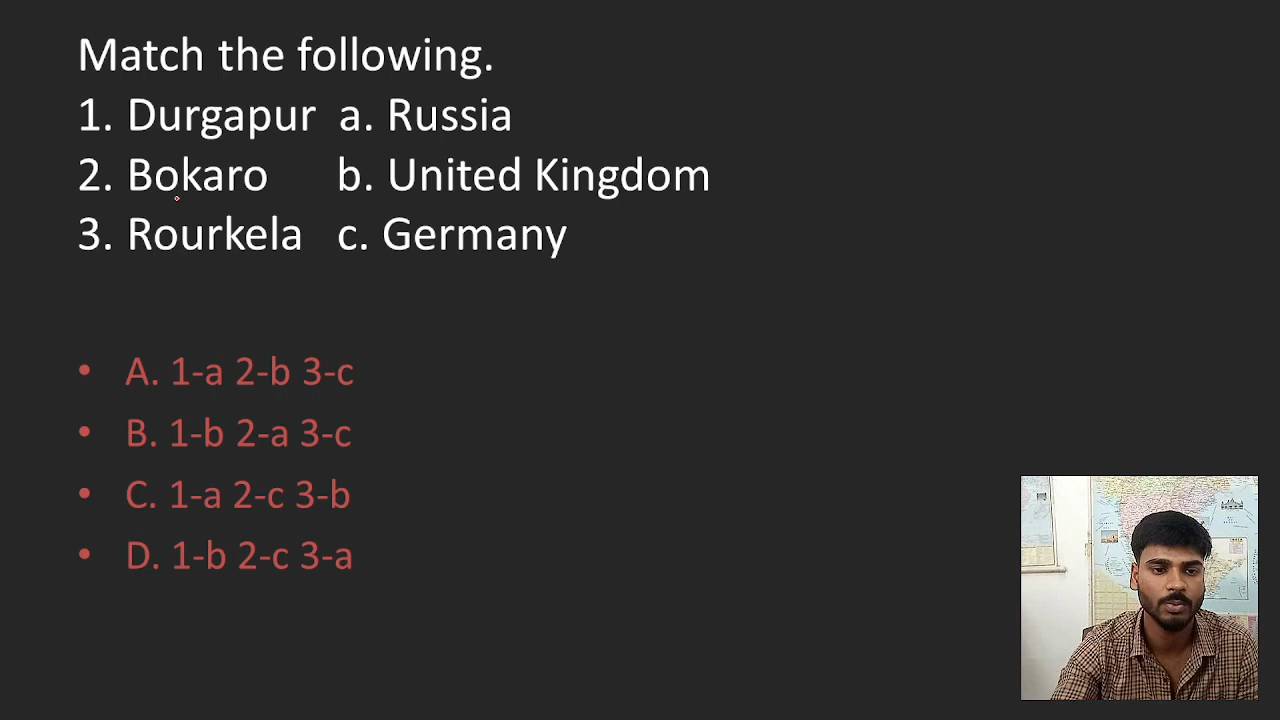 Match the following.
1. Durgapur a. Russia
2. Bokaro b. United Kingdom
3. Rourkela c. Germany
• A. 1-a 2-b 3-c
• B. 1-b 2-a 3-c
• C. 1-a 2-c 3-b
• D. 1-b 2-c 3-a